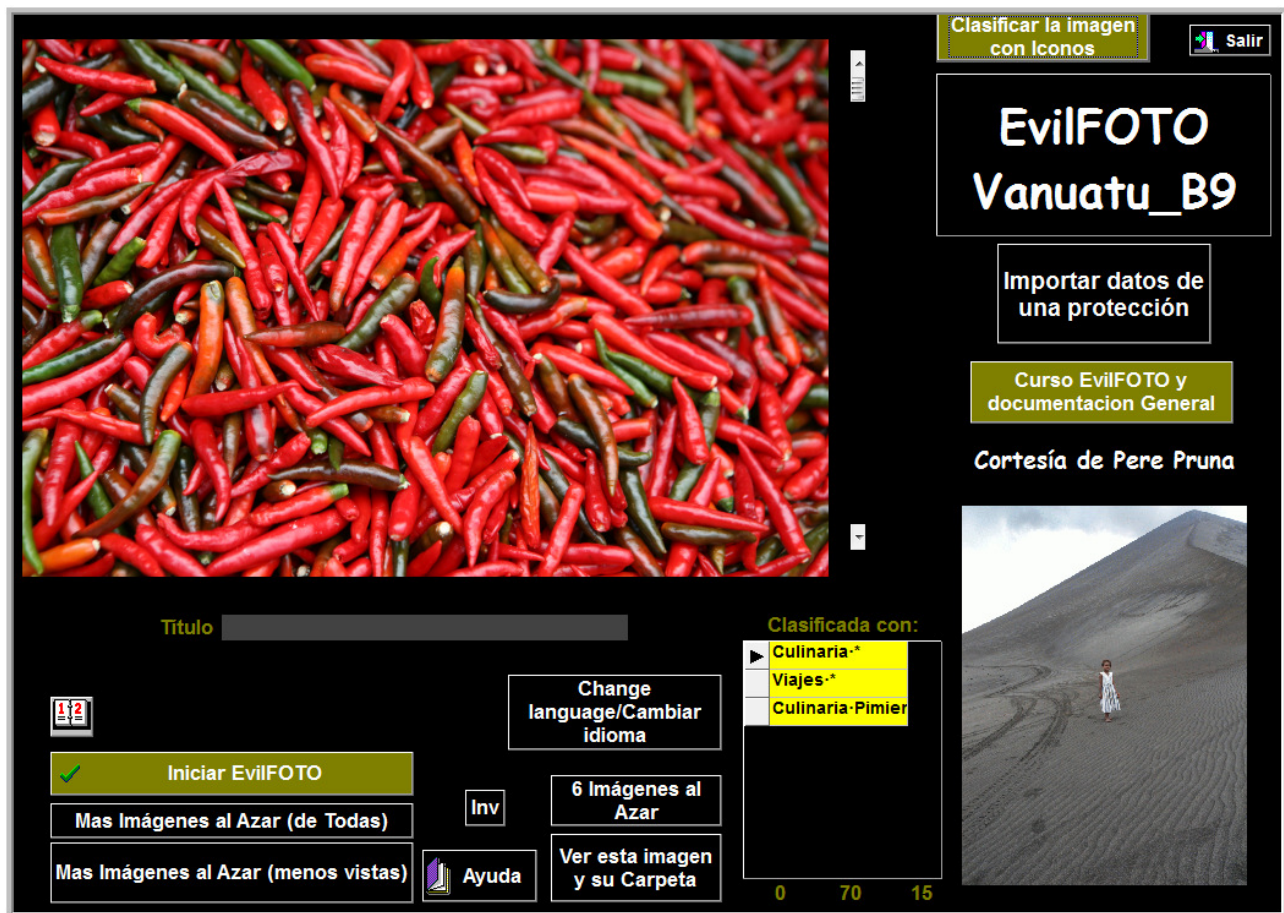 Clasificar la imagen
con Iconos
Salir
EvilFOTO
Vanuatu_B9
Importar datos de
una protección
Curso EvilFOTO y
documentacion General
Cortesía de Pere Pruna
Título
Clasificada con:
Culinaria·*
Viajes·*
Culinaria·Pimier
Change
language/Cambiar
idioma
1 2
Iniciar EvilFOTO
Inv
6 Imágenes al
Azar
Mas Imágenes al Azar (de Todas)
Mas Imágenes al Azar (menos vistas)
Ayuda
Ver esta imagen
y su Carpeta
0 70 15